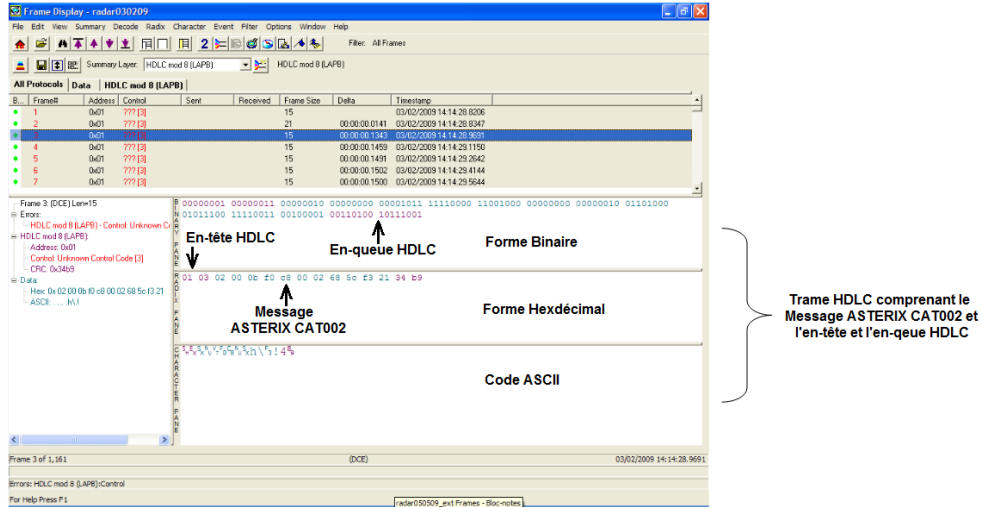 Frame Display - radar030209
File Edit View Summary Decode Radix Character Event Filter Options Window Help
Filter: All Frames
Summary Layer: HDLC mod 8 (LAPB) HDLC mod 8 (LAPB)
All Protocols Data HDLC mod 8 (LAPB)
B... Frame# Address Control Sent Received Frame Size Delta Timestamp
1 0x01 ??? [3] 15 03/02/2009 14:14:28.8206
2 0x01 ??? [3] 21 00:00:00.0141 03/02/2009 14:14:28.8347
3 0x01 ??? [3] 15 00:00:00.1343 03/02/2009 14:14:28.9691
4 0x01 ??? [3] 15 00:00:00.1459 03/02/2009 14:14:29.1150
5 0x01 ??? [3] 15 00:00:00.1491 03/02/2009 14:14:29.2642
6 0x01 ??? [3] 15 00:00:00.1502 03/02/2009 14:14:29.4144
7 0x01 ??? [3] 15 00:00:00.1500 03/02/2009 14:14:29.5644
Frame 3: (DCE) Len=15
Errors:
HDLC mod 8 (LAPB) - Control: Unknown C
HDLC mod 8 (LAPB):
Address: 0x01
Control: Unknown Control Code [3]
CRC: 0x34b9
Data:
Hex: 0x 02 00 0b f0 c8 00 02 68 5c f3 21
ASCII: . . . . .h\.!
BINARY PANE
00000001 00000011 00000010 00000000 00001011 11110000 11001000 00000000 00000010 01101000
01011100 11110011 00100001 00110100 10111001
En-tête HDLC
En-queue HDLC
Forme Binaire
RADIX PANE
01 03 02 00 0b f0 c8 00 02 68 5c f3 21 34 b9
Message
ASTERIX CAT002
Forme Hexdécimal
CHARACTER PANE
Code ASCII
Trame HDLC comprenant le
Message ASTERIX CAT002 et
l'en-tête et l'en-qeue HDLC
Frame 3 of 1,161 (DCE) 03/02/2009 14:14:28.9691
Errors: HDLC mod 8 (LAPB):Control
For Help Press F1
radar050509_ext Frames - Bloc-notes